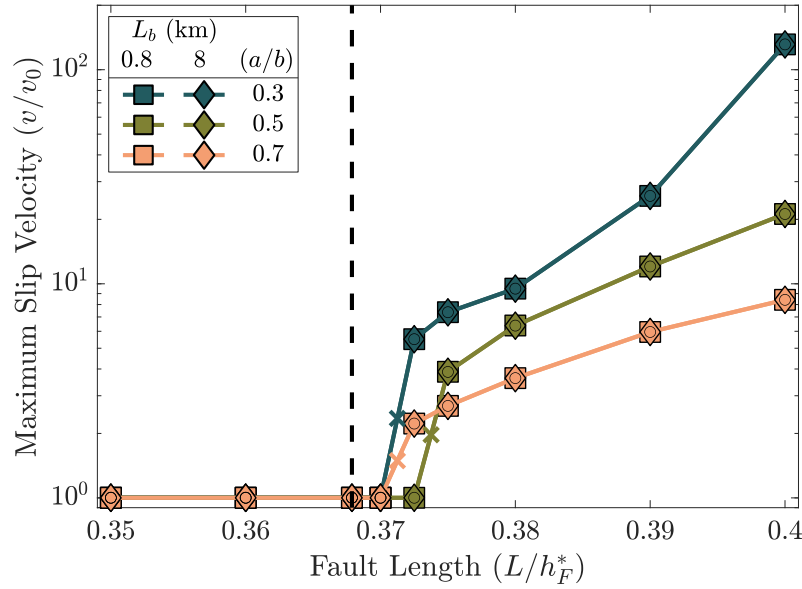 L_b (km)
0.8 8 (a/b)
0.3
0.5
0.7
Maximum Slip Velocity (v/v_0)
10^2
10^1
10^0
0.35 0.36 0.37 0.38 0.39 0.4
Fault Length (L/h_F^*)